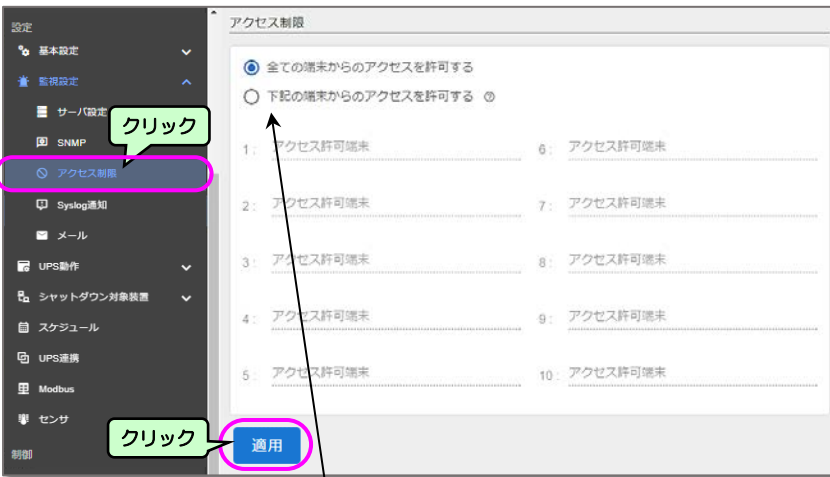 設定
基本設定
監視設定
サーバ設定
クリック
SNMP
アクセス制限
Syslog通知
メール
UPS動作
シャットダウン対象装置
スケジュール
UPS連携
Modbus
センサ
制御
アクセス制限
全ての端末からのアクセスを許可する
下記の端末からのアクセスを許可する
1: アクセス許可端末
6: アクセス許可端末
2: アクセス許可端末
7: アクセス許可端末
3: アクセス許可端末
8: アクセス許可端末
4: アクセス許可端末
9: アクセス許可端末
5: アクセス許可端末
10: アクセス許可端末
クリック
適用